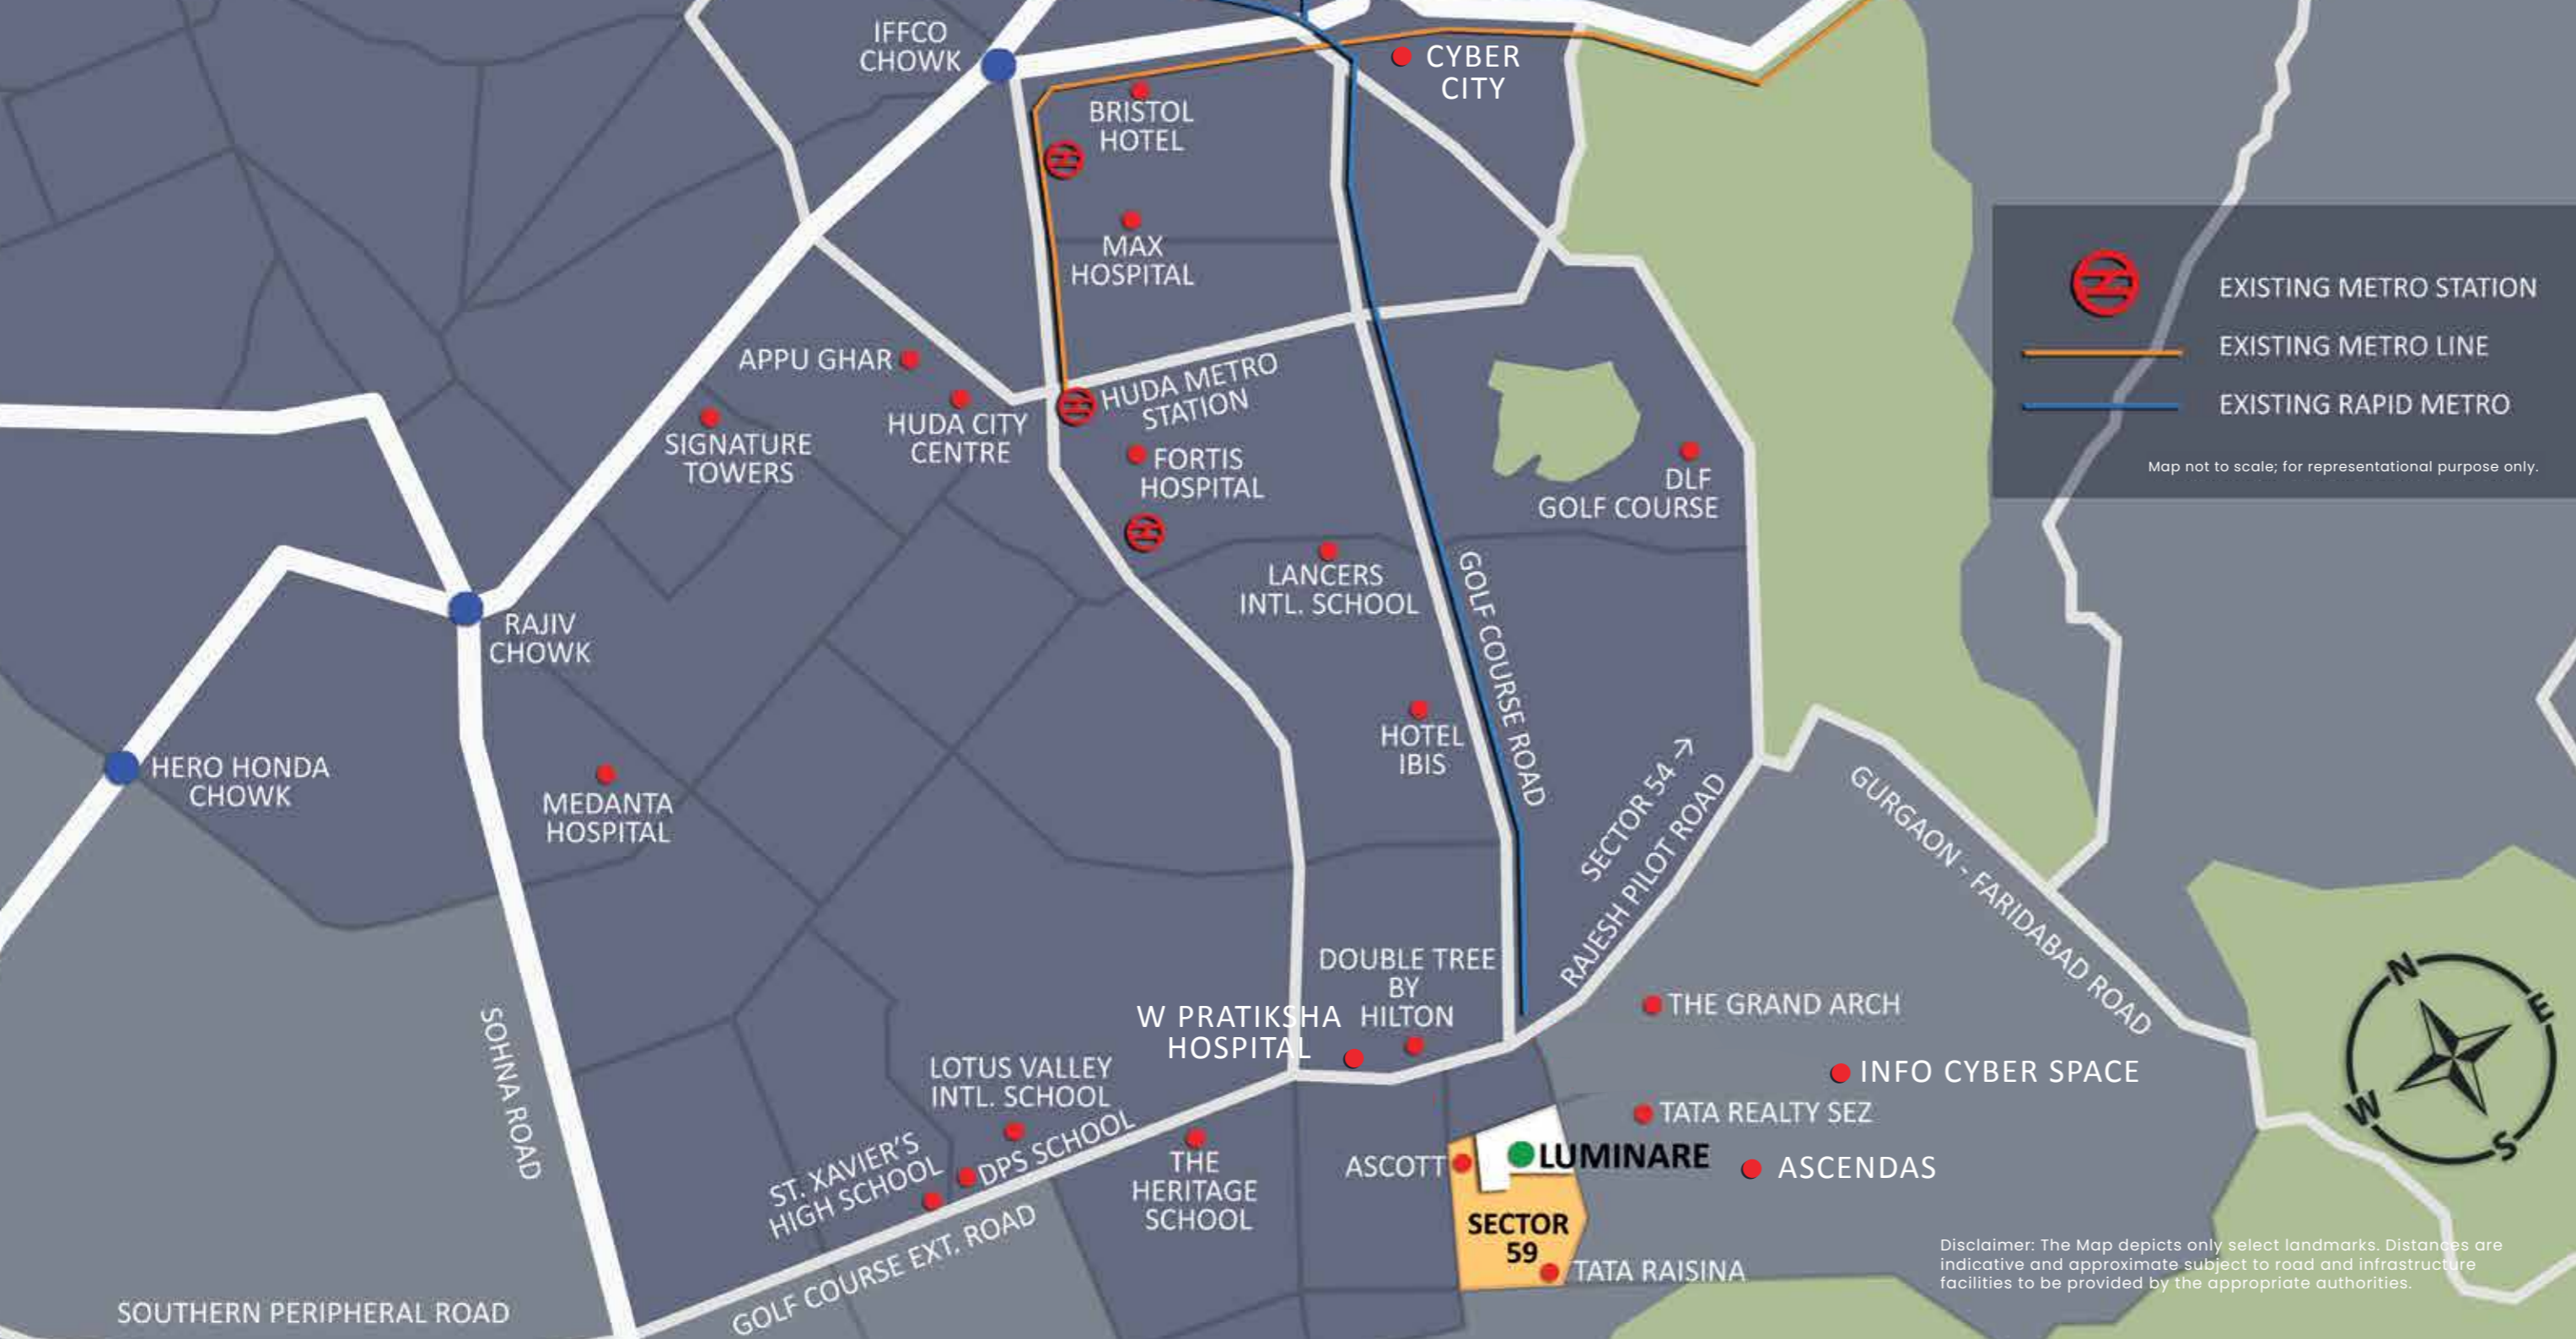 IFFCO
CHOWK
CYBER
CITY
BRISTOL
HOTEL
MAX
HOSPITAL
EXISTING METRO STATION
EXISTING METRO LINE
EXISTING RAPID METRO
Map not to scale; for representational purpose only.
APPU GHAR
HUDA METRO
STATION
SIGNATURE
TOWERS
HUDA CITY
CENTRE
FORTIS
HOSPITAL
DLF
GOLF COURSE
LANCERS
INTL. SCHOOL
GOLF COURSE ROAD
RAJIV
CHOWK
HOTEL
IBIS
HERO HONDA
CHOWK
MEDANTA
HOSPITAL
SECTOR 54 →
RAJESH PILOT ROAD
GURGAON - FARIDABAD ROAD
DOUBLE TREE
BY
HILTON
W PRATIKSHA
HOSPITAL
THE GRAND ARCH
INFO CYBER SPACE
SOHNA ROAD
LOTUS VALLEY
INTL. SCHOOL
TATA REALTY SEZ
ST. XAVIER'S
HIGH SCHOOL
DPS SCHOOL
THE
HERITAGE
SCHOOL
ASCOTT
LUMINARE
ASCENDAS
SECTOR
59
TATA RAISINA
GOLF COURSE EXT. ROAD
SOUTHERN PERIPHERAL ROAD
N
E
W
S
Disclaimer: The Map depicts only select landmarks. Distances are
indicative and approximate subject to road and infrastructure
facilities to be provided by the appropriate authorities.